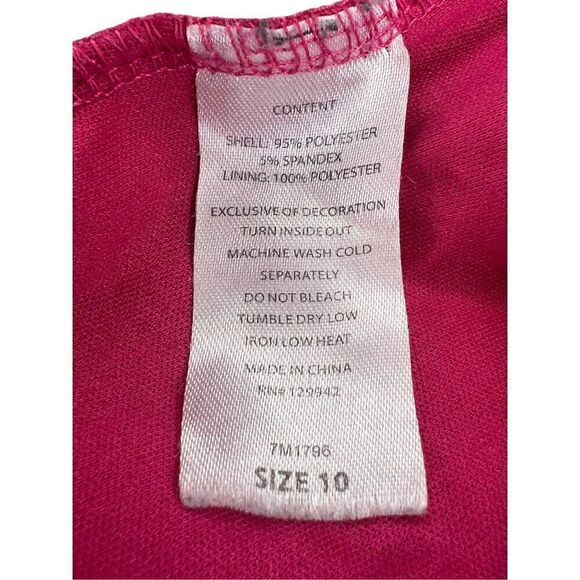 CONTENT
SHELL: 95% POLYESTER
5% SPANDEX
LINING: 100% POLYESTER
EXCLUSIVE OF DECORATION
TURN INSIDE OUT
MACHINE WASH COLD
SEPARATELY
DO NOT BLEACH
TUMBLE DRY LOW
IRON LOW HEAT
MADE IN CHINA
RN# 129942
7M1796
SIZE 10